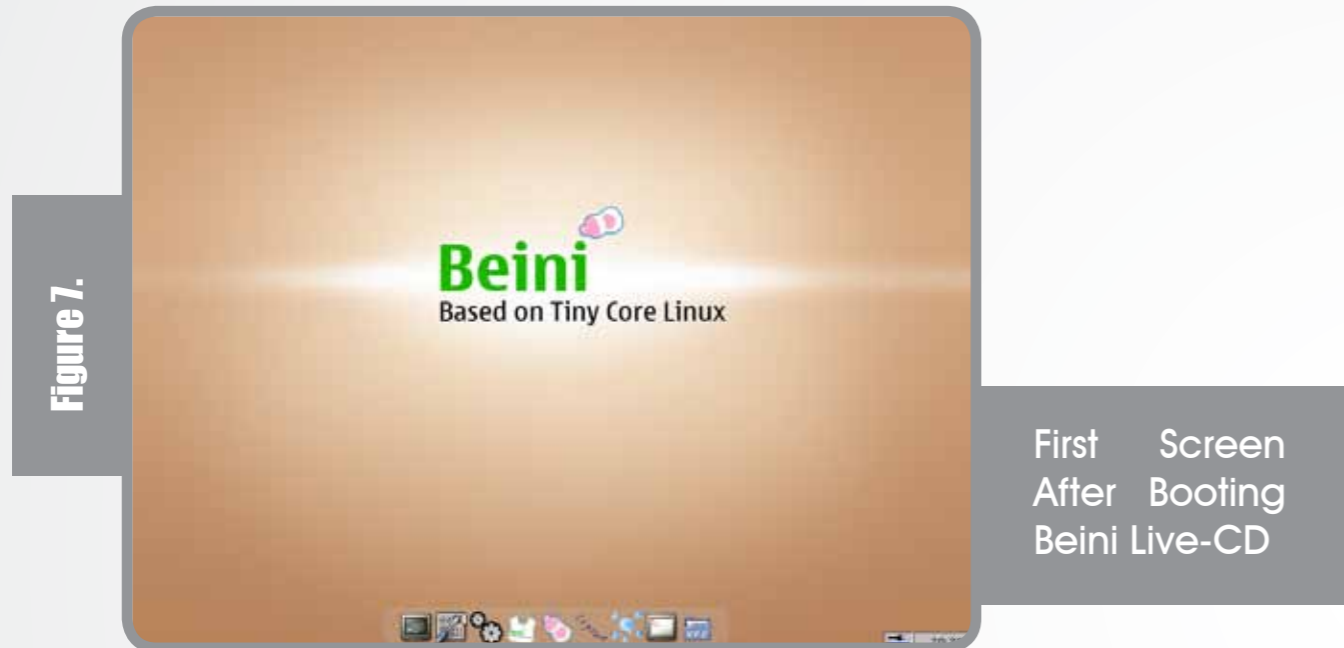 Figure 7.
Beini
Based on Tiny Core Linux
First Screen
After Booting
Beini Live-CD